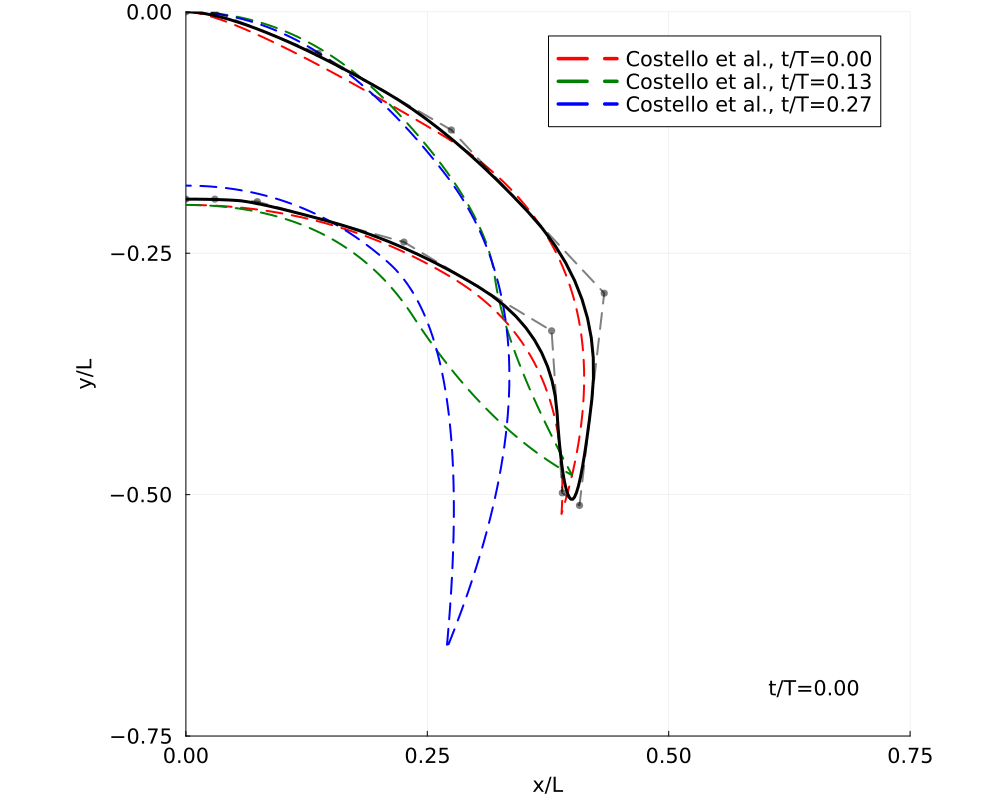 0.00
−0.25
−0.50
−0.75
y/L
Costello et al., t/T=0.00
Costello et al., t/T=0.13
Costello et al., t/T=0.27
t/T=0.00
0.00 0.25 0.50 0.75
x/L